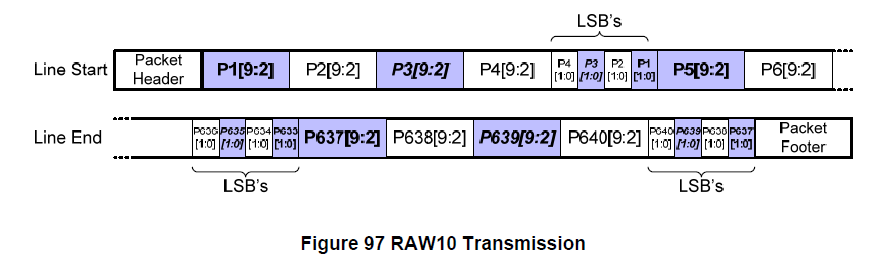 LSB's
Line Start
Packet Header
P1[9:2]
P2[9:2]
P3[9:2]
P4[9:2]
P4 [1:0]
P3 [1:0]
P2 [1:0]
P1 [1:0]
P5[9:2]
P6[9:2]
Line End
P636 [1:0]
P635 [1:0]
P634 [1:0]
P633 [1:0]
P637[9:2]
P638[9:2]
P639[9:2]
P640[9:2]
P640 [1:0]
P639 [1:0]
P638 [1:0]
P637 [1:0]
Packet Footer
LSB's
LSB's
Figure 97 RAW10 Transmission